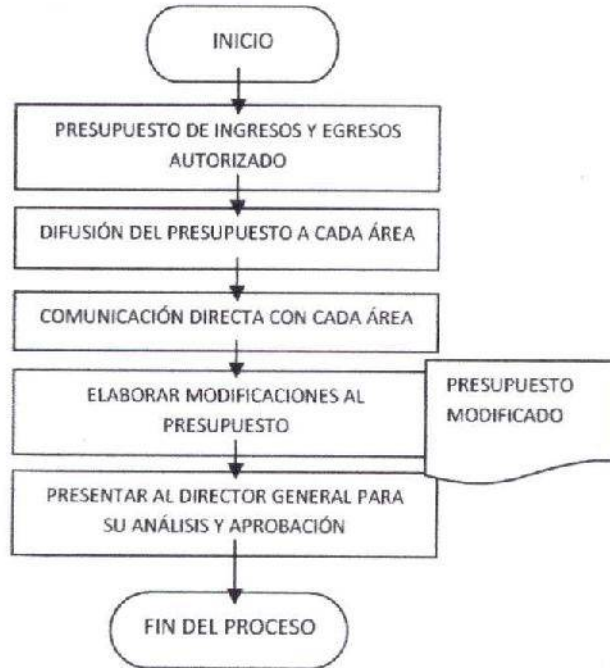 INICIO
PRESUPUESTO DE INGRESOS Y EGRESOS
AUTORIZADO
DIFUSIÓN DEL PRESUPUESTO A CADA ÁREA
COMUNICACIÓN DIRECTA CON CADA ÁREA
ELABORAR MODIFICACIONES AL
PRESUPUESTO
PRESUPUESTO
MODIFICADO
PRESENTAR AL DIRECTOR GENERAL PARA
SU ANÁLISIS Y APROBACIÓN
FIN DEL PROCESO